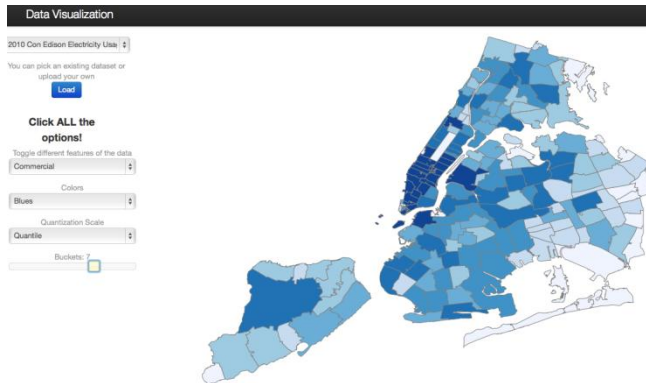 Data Visualization
2010 Con Edison Electricity Usa
You can pick an existing dataset or
upload your own
Load
Click ALL the
options!
Toggle different features of the data
Commercial
Colors
Blues
Quantization Scale
Quantile
Buckets: 7